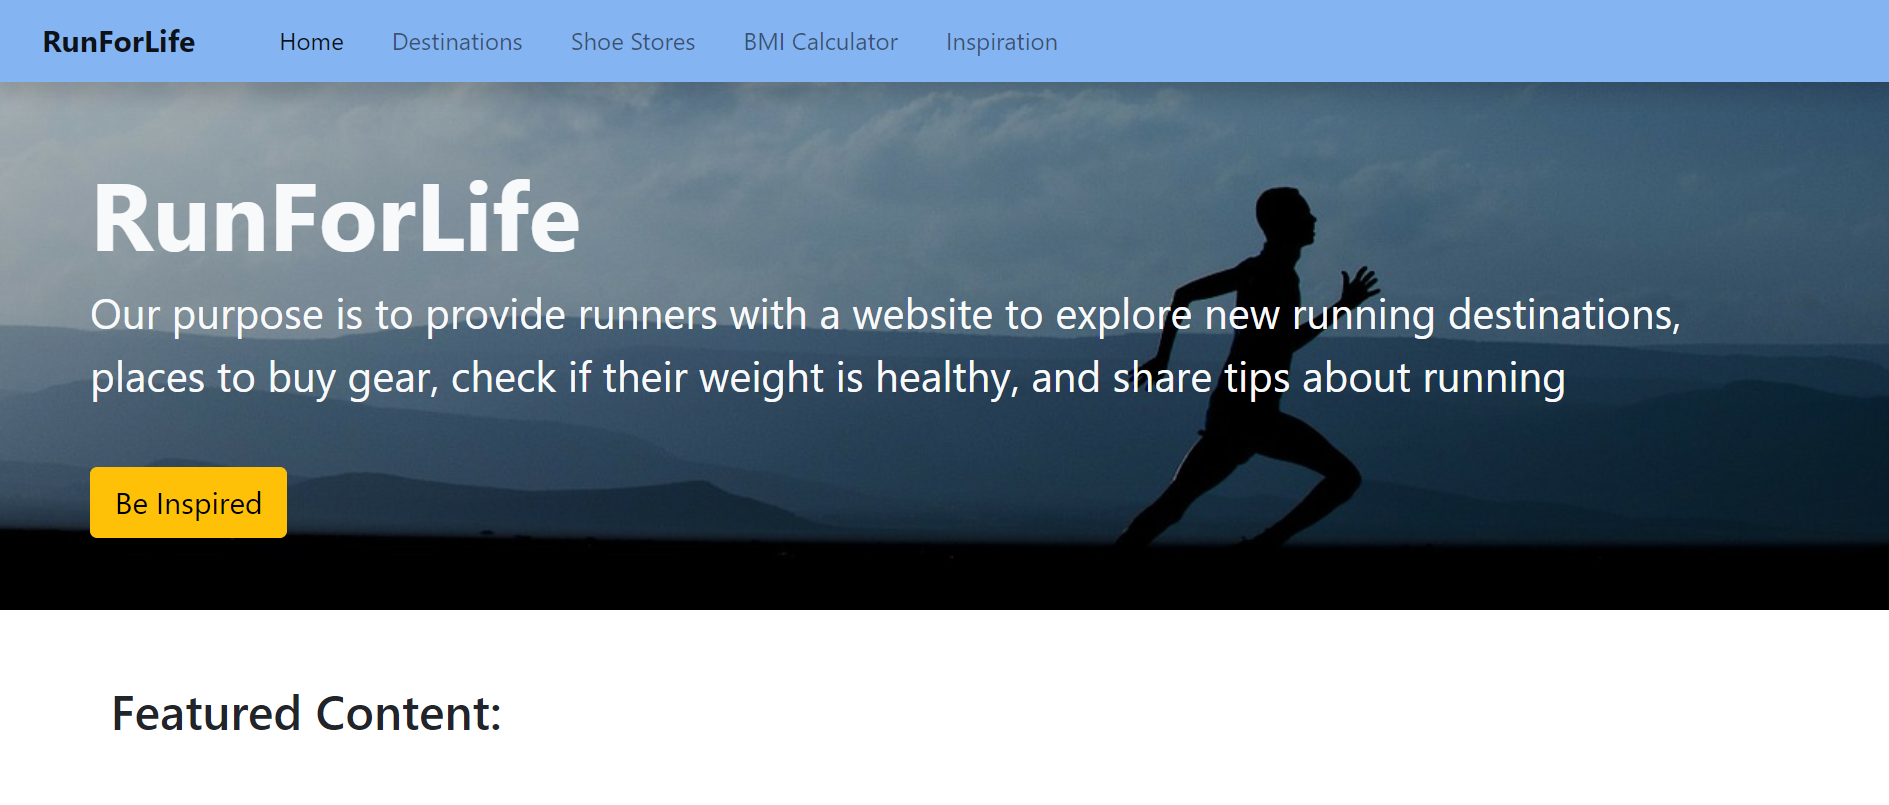 RunForLife Home Destinations Shoe Stores BMI Calculator Inspiration
RunForLife
Our purpose is to provide runners with a website to explore new running destinations,
places to buy gear, check if their weight is healthy, and share tips about running
Be Inspired
Featured Content: